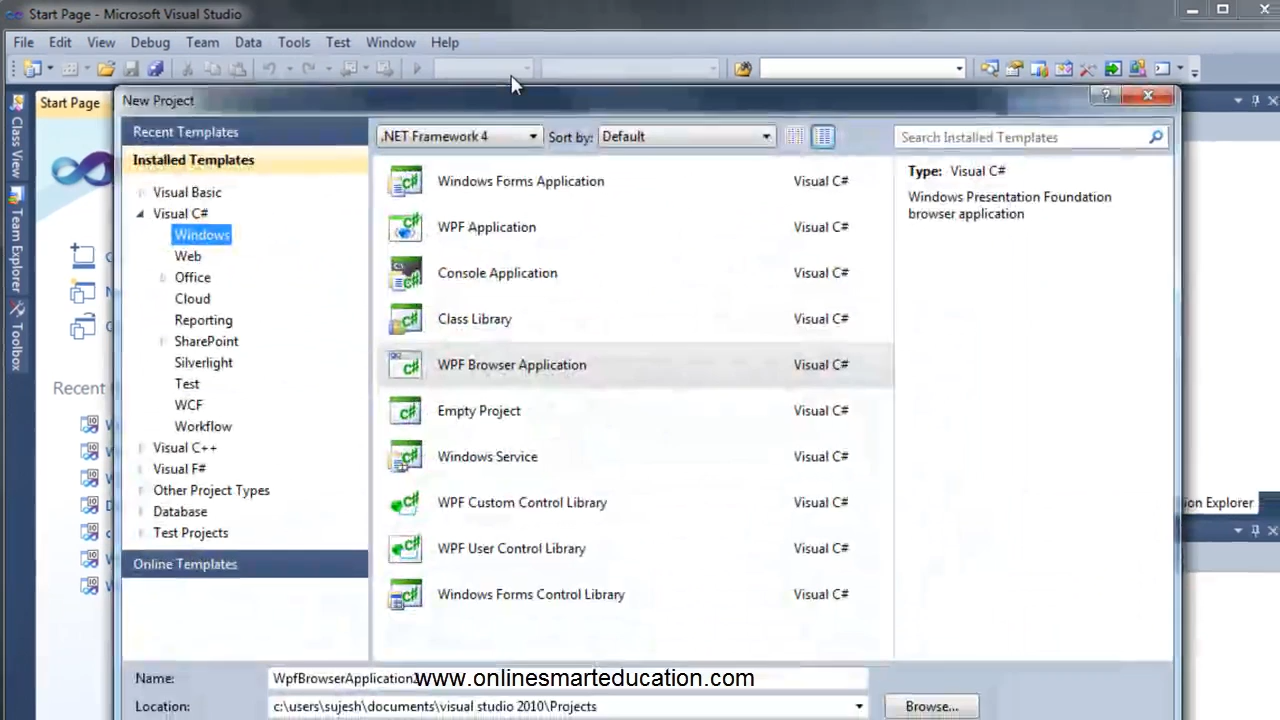 Start Page - Microsoft Visual Studio
File Edit View Debug Team Data Tools Test Window Help
Class View
Team Explorer
Toolbox
Start Page
Recent
New Project
Recent Templates
Installed Templates
Visual Basic
Visual C#
Windows
Web
Office
Cloud
Reporting
SharePoint
Silverlight
Test
WCF
Workflow
Visual C++
Visual F#
Other Project Types
Database
Test Projects
Online Templates
.NET Framework 4 Sort by: Default
Windows Forms Application Visual C#
WPF Application Visual C#
Console Application Visual C#
Class Library Visual C#
WPF Browser Application Visual C#
Empty Project Visual C#
Windows Service Visual C#
WPF Custom Control Library Visual C#
WPF User Control Library Visual C#
Windows Forms Control Library Visual C#
Search Installed Templates
Type: Visual C#
Windows Presentation Foundation
browser application
ion Explorer
Name: WpfBrowserApplication
www.onlinesmarteducation.com
Location: c:\users\sujesh\documents\visual studio 2010\Projects
Browse...